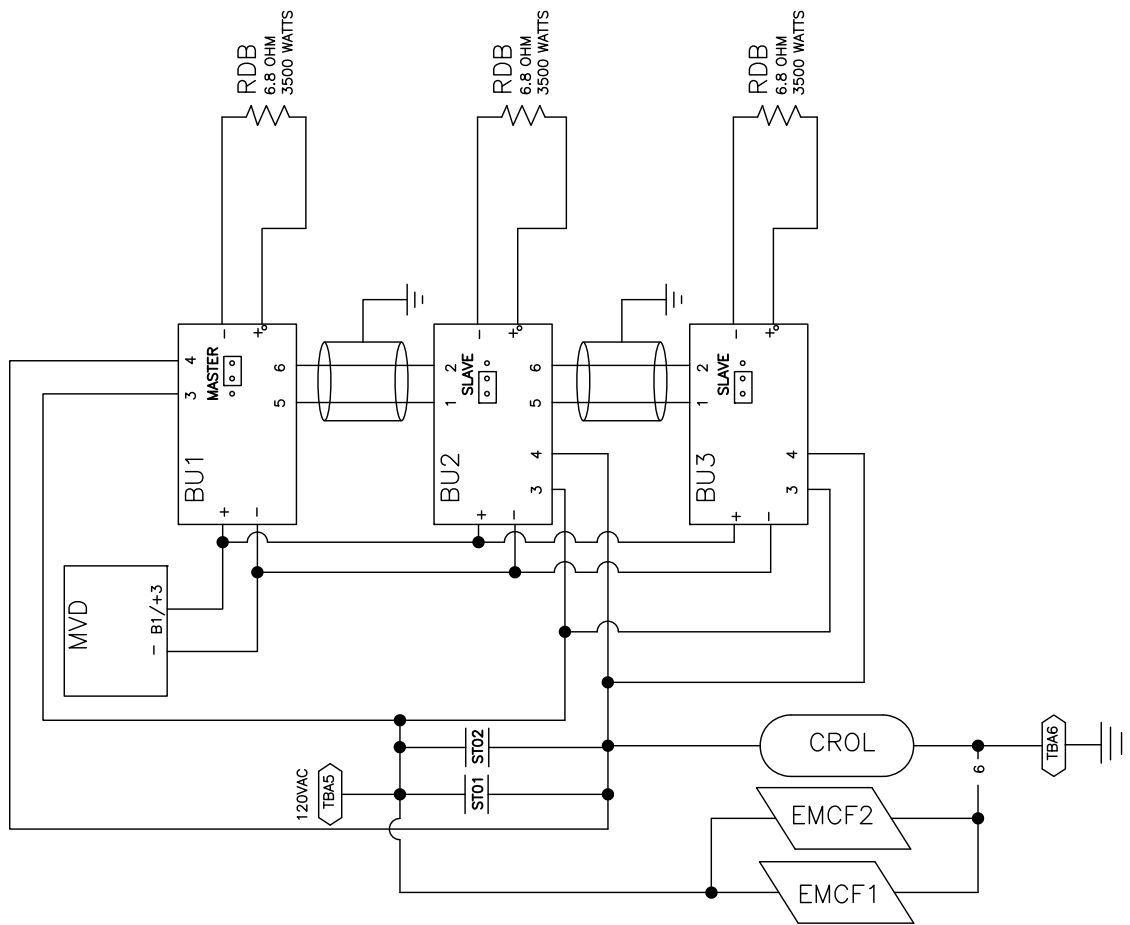 RDB
6.8 OHM
3500 WATTS
RDB
6.8 OHM
3500 WATTS
RDB
6.8 OHM
3500 WATTS
BU1
MASTER
3 4
+ -
- +
5 6
BU2
SLAVE
1 2
+ -
- +
3 4 5 6
BU3
SLAVE
1 2
+ -
- +
3 4
MVD
- B1/+3
120VAC
TBA5
ST01
ST02
CROL
EMCF2
EMCF1
6
TBA6